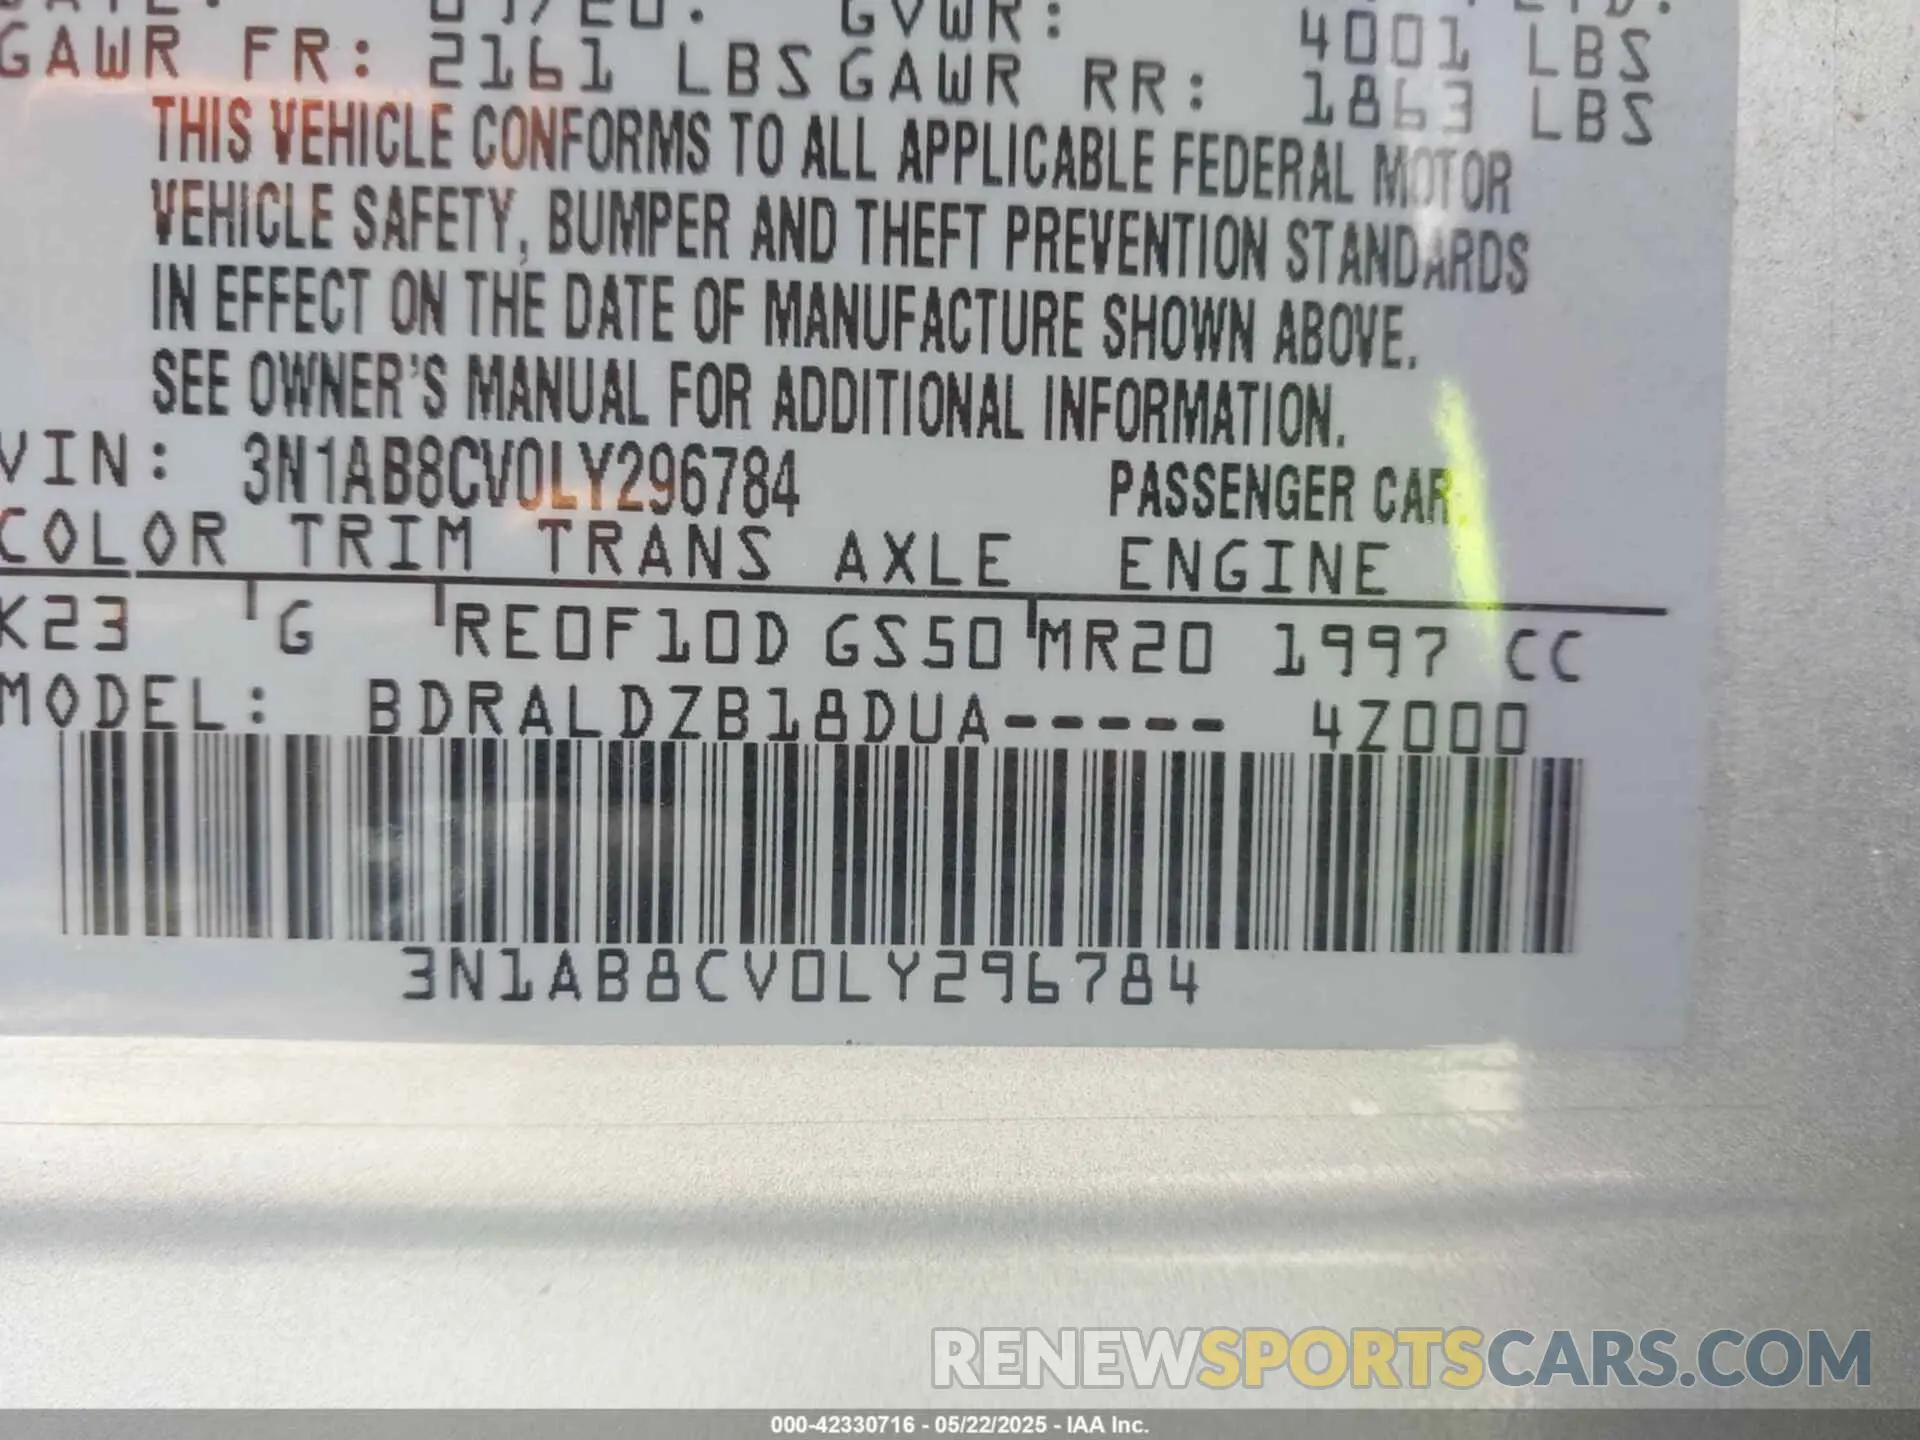 GVWR: 4001 LBS
GAWR FR: 2161 LBS GAWR RR: 1863 LBS
THIS VEHICLE CONFORMS TO ALL APPLICABLE FEDERAL MOTOR
VEHICLE SAFETY, BUMPER AND THEFT PREVENTION STANDARDS
IN EFFECT ON THE DATE OF MANUFACTURE SHOWN ABOVE.
SEE OWNER'S MANUAL FOR ADDITIONAL INFORMATION.
VIN: 3N1AB8CV0LY296784 PASSENGER CAR
COLOR TRIM TRANS AXLE ENGINE
K23 G RE0F10D GS50 MR20 1997 CC
MODEL: BDRALDZB18DUA----- 4Z000
3N1AB8CV0LY296784
RENEWSPORTSCARS.COM
000-42330716 - 05/22/2025 - IAA Inc.